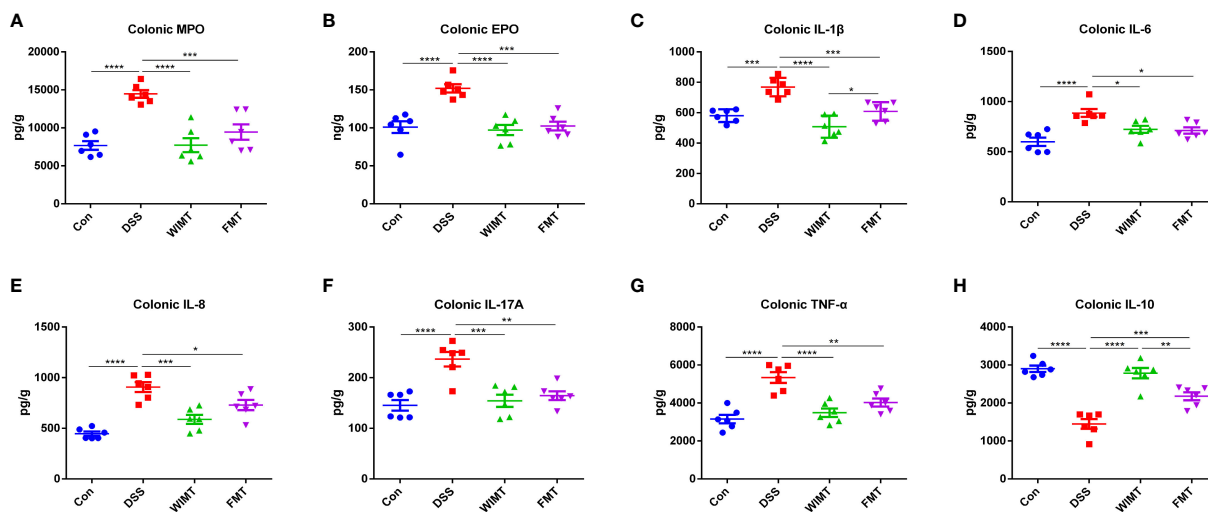 A
Colonic MPO
pg/g
20000
15000
10000
5000
0
****
****
***
Con
DSS
WIMT
FMT
B
Colonic EPO
ng/g
200
150
100
50
0
****
****
***
Con
DSS
WIMT
FMT
C
Colonic IL-1β
pg/g
1000
800
600
400
200
0
***
****
***
*
Con
DSS
WIMT
FMT
D
Colonic IL-6
pg/g
1500
1000
500
0
****
*
*
Con
DSS
WIMT
FMT
E
Colonic IL-8
pg/g
1500
1000
500
0
****
***
*
Con
DSS
WIMT
FMT
F
Colonic IL-17A
pg/g
300
200
100
0
****
***
**
Con
DSS
WIMT
FMT
G
Colonic TNF-α
pg/g
8000
6000
4000
2000
0
****
****
**
Con
DSS
WIMT
FMT
H
Colonic IL-10
pg/g
4000
3000
2000
1000
0
****
****
***
**
Con
DSS
WIMT
FMT